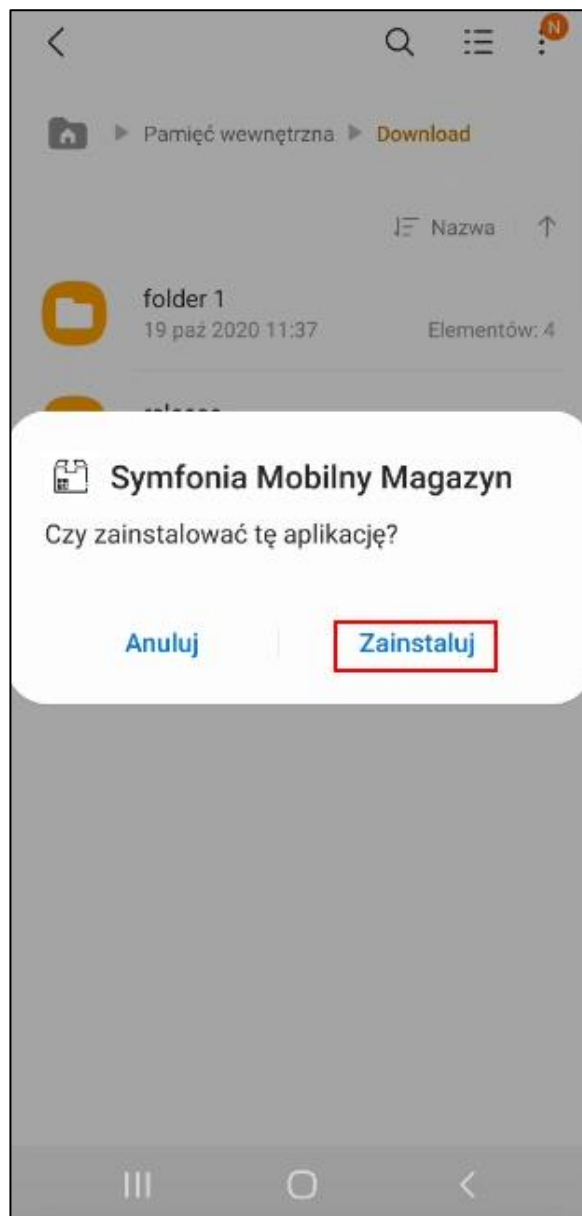 N
Pamięć wewnętrzna Download
Nazwa
folder 1
19 paź 2020 11:37 Elementów: 4
Symfonia Mobilny Magazyn
Czy zainstalować tę aplikację?
Anuluj Zainstaluj